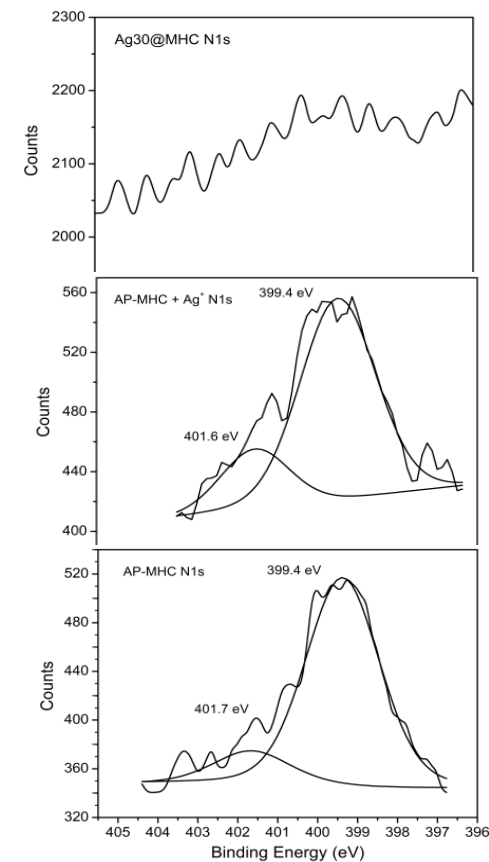 2300
Ag30@MHC N1s
2200
2100
2000
Counts
560
AP-MHC + Ag⁺ N1s
399.4 eV
520
480
401.6 eV
440
400
Counts
520
AP-MHC N1s
399.4 eV
480
440
400
401.7 eV
360
320
Counts
405 404 403 402 401 400 399 398 397 396
Binding Energy (eV)